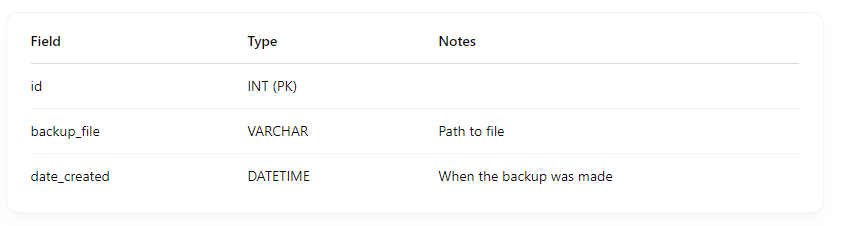 Field Type Notes
id INT (PK)
backup_file VARCHAR Path to file
date_created DATETIME When the backup was made